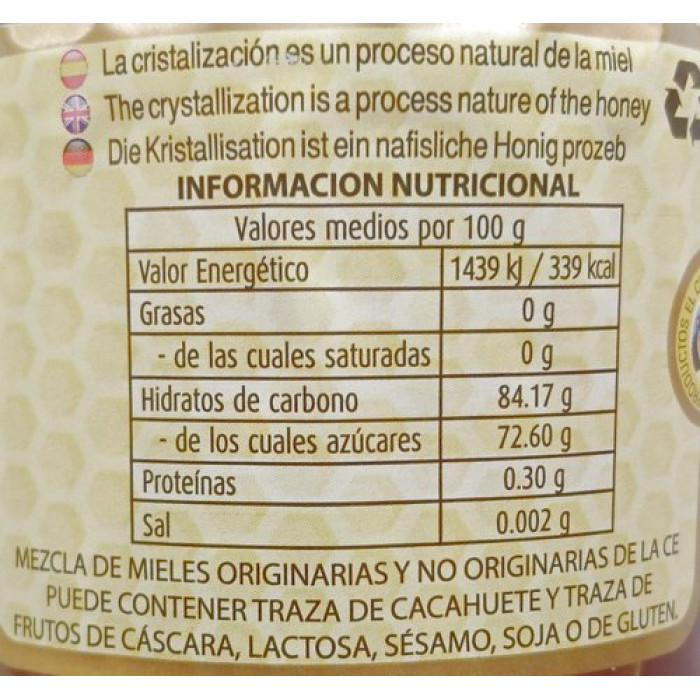 La cristalización es un proceso natural de la miel
The crystallization is a process nature of the honey
Die Kristallisation ist ein nafisliche Honig prozeb
INFORMACION NUTRICIONAL
Valores medios por 100 g
Valor Energético 1439 kJ / 339 kcal
Grasas 0 g
- de las cuales saturadas 0 g
Hidratos de carbono 84.17 g
- de los cuales azúcares 72.60 g
Proteínas 0.30 g
Sal 0.002 g
MEZCLA DE MIELES ORIGINARIAS Y NO ORIGINARIAS DE LA CE
PUEDE CONTENER TRAZA DE CACAHUETE Y TRAZA DE
FRUTOS DE CÁSCARA, LACTOSA, SÉSAMO, SOJA O DE GLUTEN.